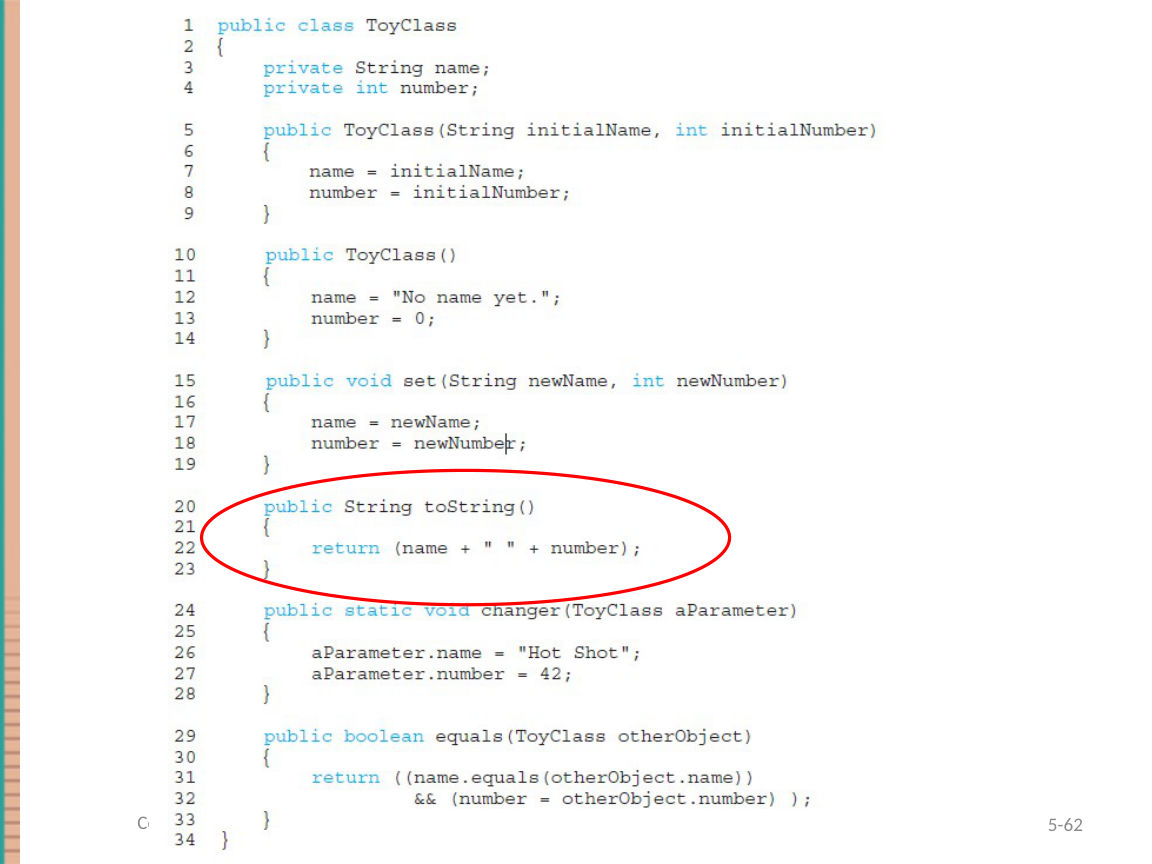 1 public class ToyClass
2 {
3 private String name;
4 private int number;
5 public ToyClass(String initialName, int initialNumber)
6 {
7 name = initialName;
8 number = initialNumber;
9 }
10 public ToyClass()
11 {
12 name = "No name yet.";
13 number = 0;
14 }
15 public void set(String newName, int newNumber)
16 {
17 name = newName;
18 number = newNumber;
19 }
20 public String toString()
21 {
22 return (name + " " + number);
23 }
24 public static void changer(ToyClass aParameter)
25 {
26 aParameter.name = "Hot Shot";
27 aParameter.number = 42;
28 }
29 public boolean equals(ToyClass otherObject)
30 {
31 return ((name.equals(otherObject.name))
32 && (number = otherObject.number) );
33 }
34 }
5-62